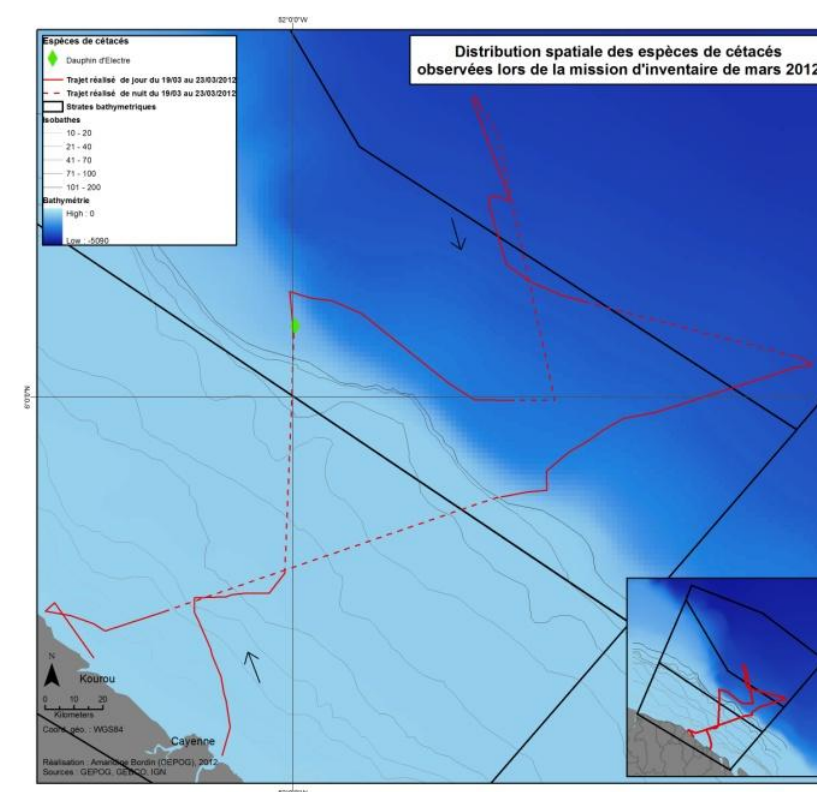 52°0'0"W
Distribution spatiale des espèces de cétacés
observées lors de la mission d'inventaire de mars 2012
Espèces de cétacés
Dauphin d'Electre
Trajet réalisé de jour du 19/03 au 23/03/2012
Trajet réalisé de nuit du 19/03 au 23/03/2012
Strates bathymetriques
Isobathes
10 - 20
21 - 40
41 - 70
71 - 100
101 - 200
Bathymétrie
High : 0
Low : -5090
6°0'0"N
N
Kourou
0 10 20
Kilometers
Coord. géo. : WGS84
Cayenne
Réalisation : Amandine Bordin (GEPOG), 2012
Sources : GEPOG, GEBCO, IGN